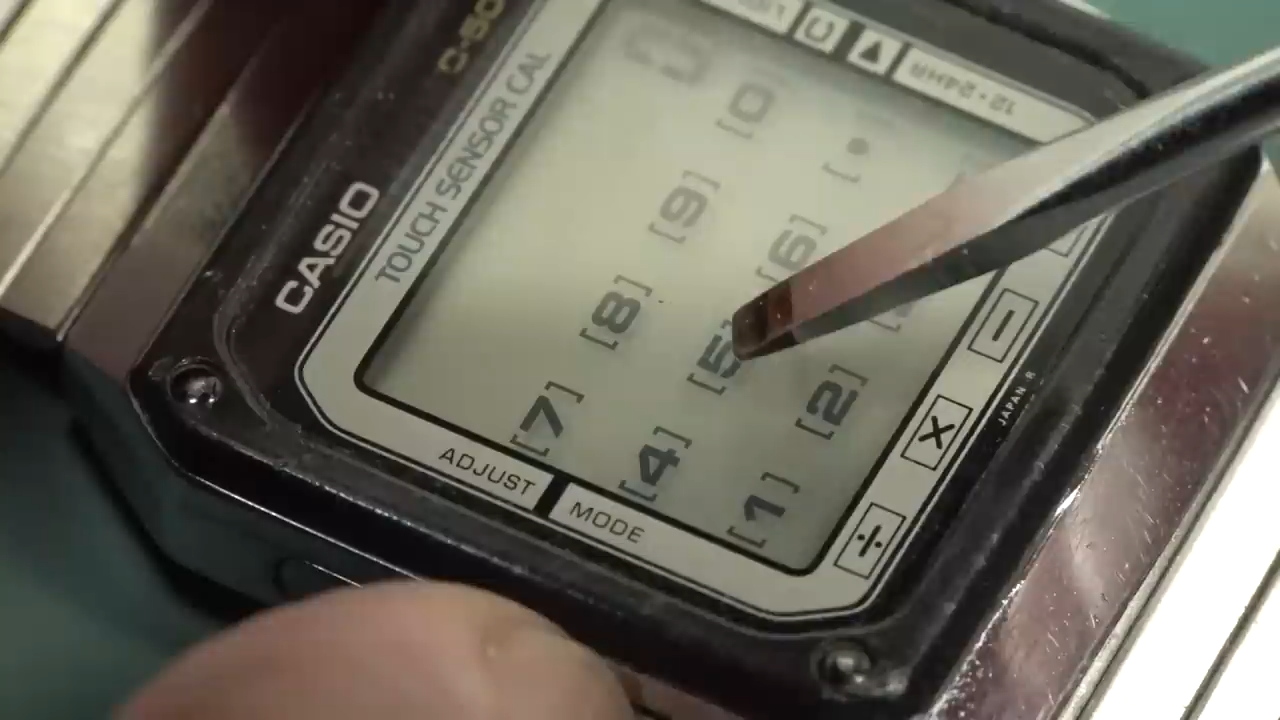 CASIO
TOUCH SENSOR CAL
12·24HR
[7] [8] [9] [0]
[4] [5] [6] [•]
[1] [2]
ADJUST
MODE
÷
×
−
JAPAN R